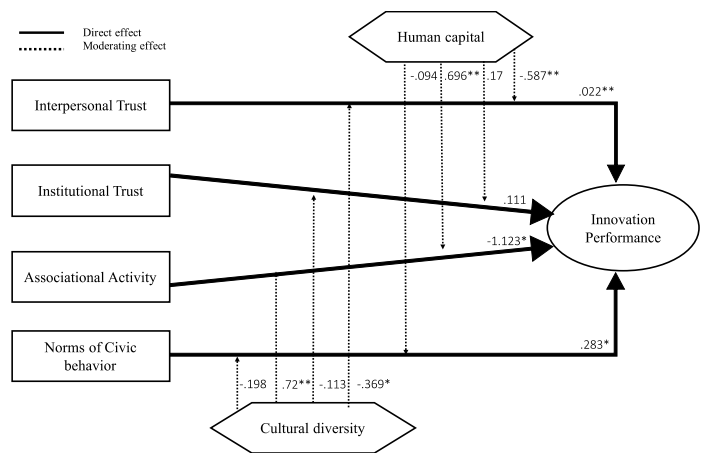 Direct effect
Moderating effect
Human capital
-.094 .696** .17 -.587**
Interpersonal Trust
.022**
Institutional Trust
.111
Innovation
Performance
-1.123*
Associational Activity
Norms of Civic
behavior
.283*
-.198 .72** -.113 -.369*
Cultural diversity